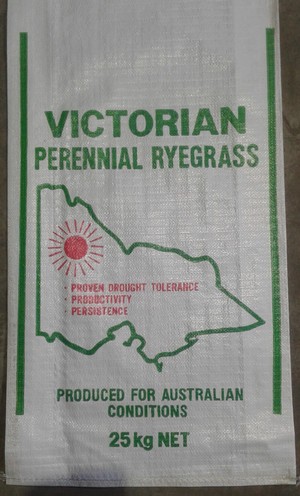 VICTORIAN
PERENNIAL RYEGRASS
· PROVEN DROUGHT TOLERANCE
· PRODUCTIVITY
· PERSISTENCE
PRODUCED FOR AUSTRALIAN
CONDITIONS
25kg NET